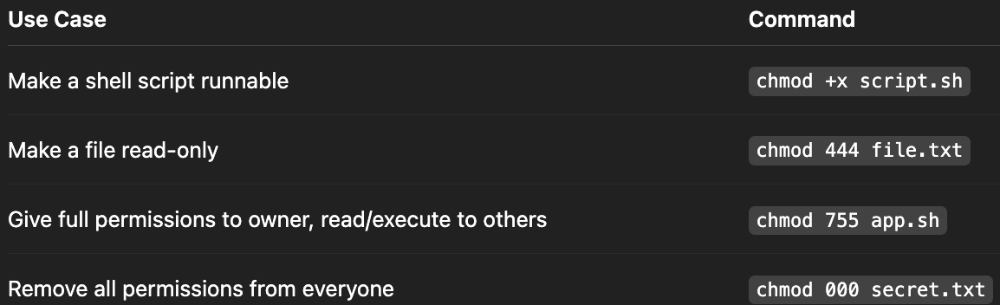 Use Case Command
Make a shell script runnable chmod +x script.sh
Make a file read-only chmod 444 file.txt
Give full permissions to owner, read/execute to others chmod 755 app.sh
Remove all permissions from everyone chmod 000 secret.txt